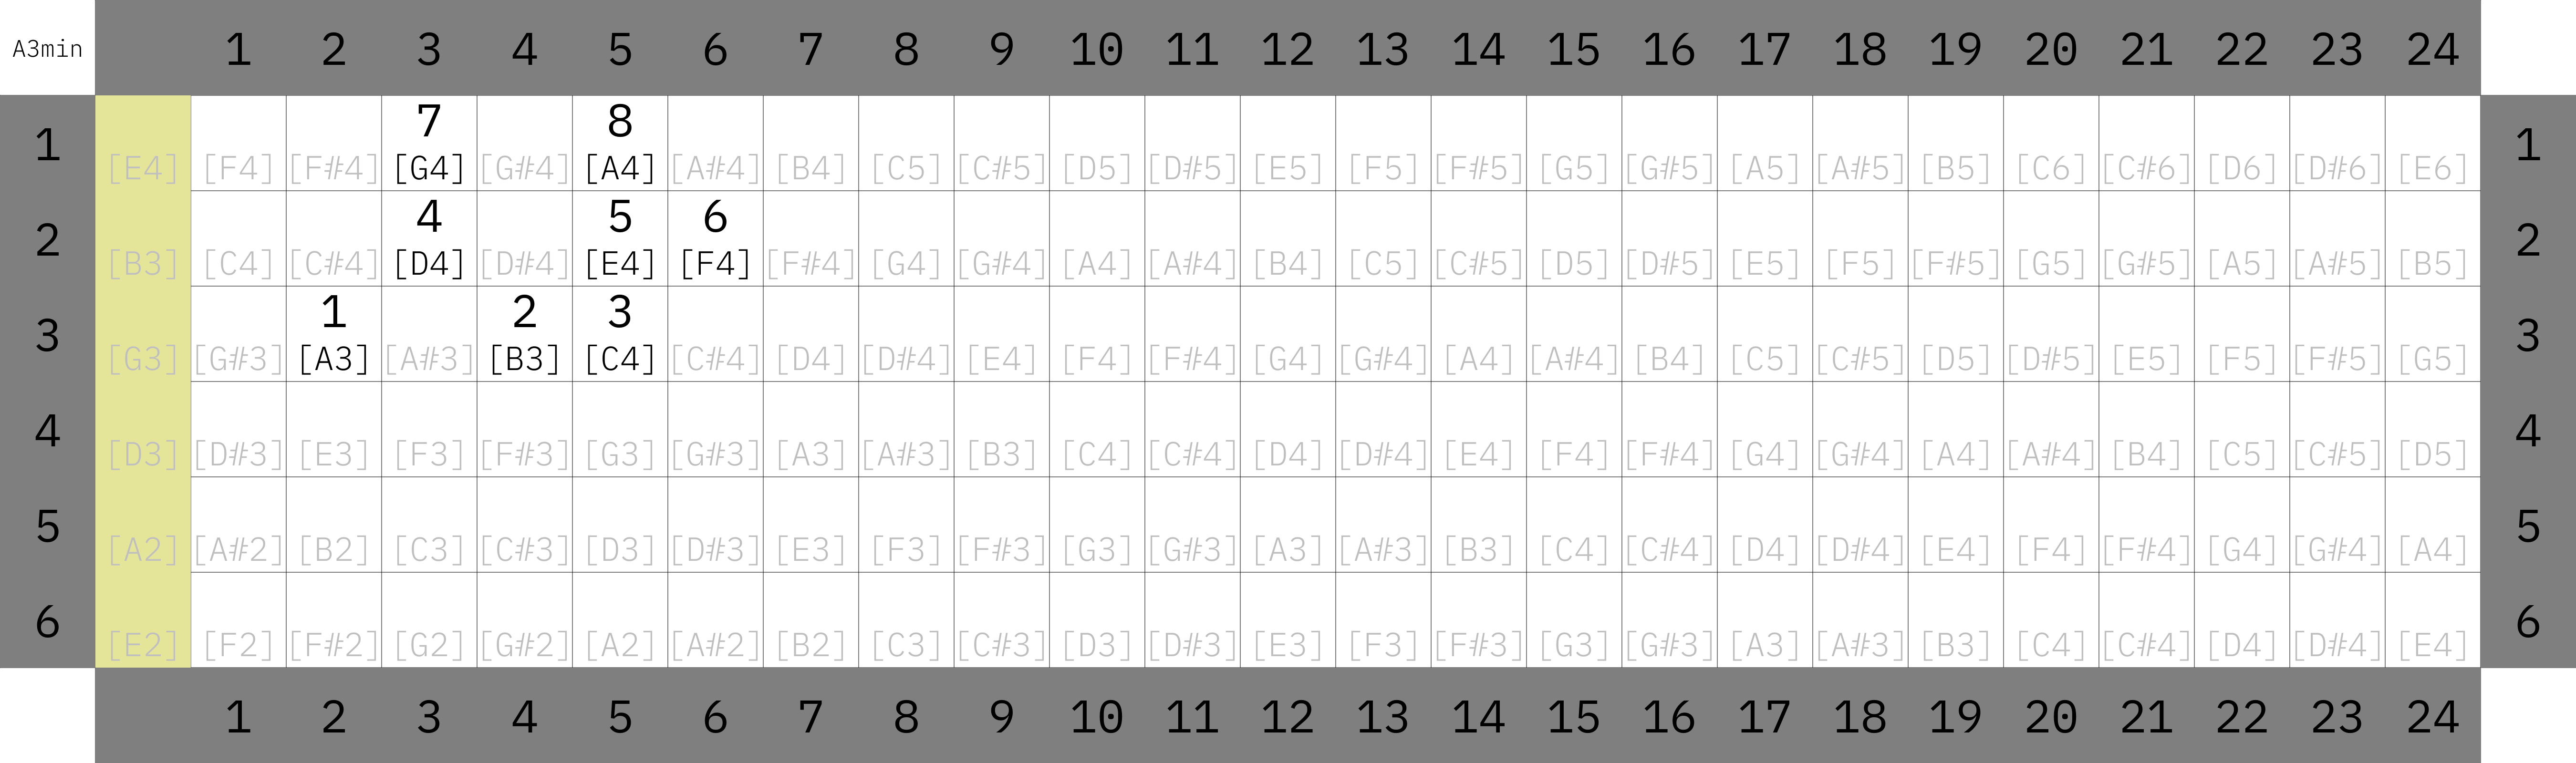 A3min 1 2 3 4 5 6 7 8 9 10 11 12 13 14 15 16 17 18 19 20 21 22 23 24
7 8
1 [E4] [F4] [F#4] [G4] [G#4] [A4] [A#4] [B4] [C5] [C#5] [D5] [D#5] [E5] [F5] [F#5] [G5] [G#5] [A5] [A#5] [B5] [C6] [C#6] [D6] [D#6] [E6] 1
4 5 6
2 [B3] [C4] [C#4] [D4] [D#4] [E4] [F4] [F#4] [G4] [G#4] [A4] [A#4] [B4] [C5] [C#5] [D5] [D#5] [E5] [F5] [F#5] [G5] [G#5] [A5] [A#5] [B5] 2
1 2 3
3 [G3] [G#3] [A3] [A#3] [B3] [C4] [C#4] [D4] [D#4] [E4] [F4] [F#4] [G4] [G#4] [A4] [A#4] [B4] [C5] [C#5] [D5] [D#5] [E5] [F5] [F#5] [G5] 3
4 [D3] [D#3] [E3] [F3] [F#3] [G3] [G#3] [A3] [A#3] [B3] [C4] [C#4] [D4] [D#4] [E4] [F4] [F#4] [G4] [G#4] [A4] [A#4] [B4] [C5] [C#5] [D5] 4
5 [A2] [A#2] [B2] [C3] [C#3] [D3] [D#3] [E3] [F3] [F#3] [G3] [G#3] [A3] [A#3] [B3] [C4] [C#4] [D4] [D#4] [E4] [F4] [F#4] [G4] [G#4] [A4] 5
6 [E2] [F2] [F#2] [G2] [G#2] [A2] [A#2] [B2] [C3] [C#3] [D3] [D#3] [E3] [F3] [F#3] [G3] [G#3] [A3] [A#3] [B3] [C4] [C#4] [D4] [D#4] [E4] 6
1 2 3 4 5 6 7 8 9 10 11 12 13 14 15 16 17 18 19 20 21 22 23 24